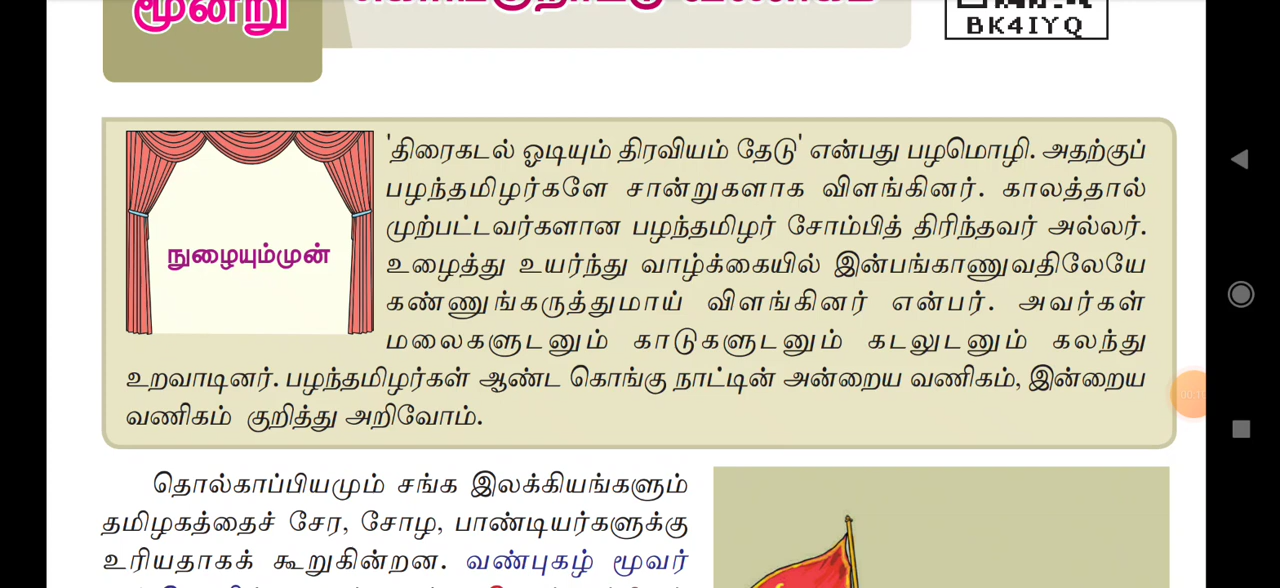 மூன்று
BK4IYQ
'திரைகடல் ஓடியும் திரவியம் தேடு' என்பது பழமொழி. அதற்குப்
பழந்தமிழர்களே சான்றுகளாக விளங்கினர். காலத்தால்
முற்பட்டவர்களான பழந்தமிழர் சோம்பித் திரிந்தவர் அல்லர்.
நுழையும்முன்
உழைத்து உயர்ந்து வாழ்க்கையில் இன்பங்காணுவதிலேயே
கண்ணுங்கருத்துமாய் விளங்கினர் என்பர். அவர்கள்
மலைகளுடனும் காடுகளுடனும் கடலுடனும் கலந்து
உறவாடினர். பழந்தமிழர்கள் ஆண்ட கொங்கு நாட்டின் அன்றைய வணிகம், இன்றைய
வணிகம் குறித்து அறிவோம்.
தொல்காப்பியமும் சங்க இலக்கியங்களும்
தமிழகத்தைச் சேர, சோழ, பாண்டியர்களுக்கு
உரியதாகக் கூறுகின்றன. வண்புகழ் மூவர்